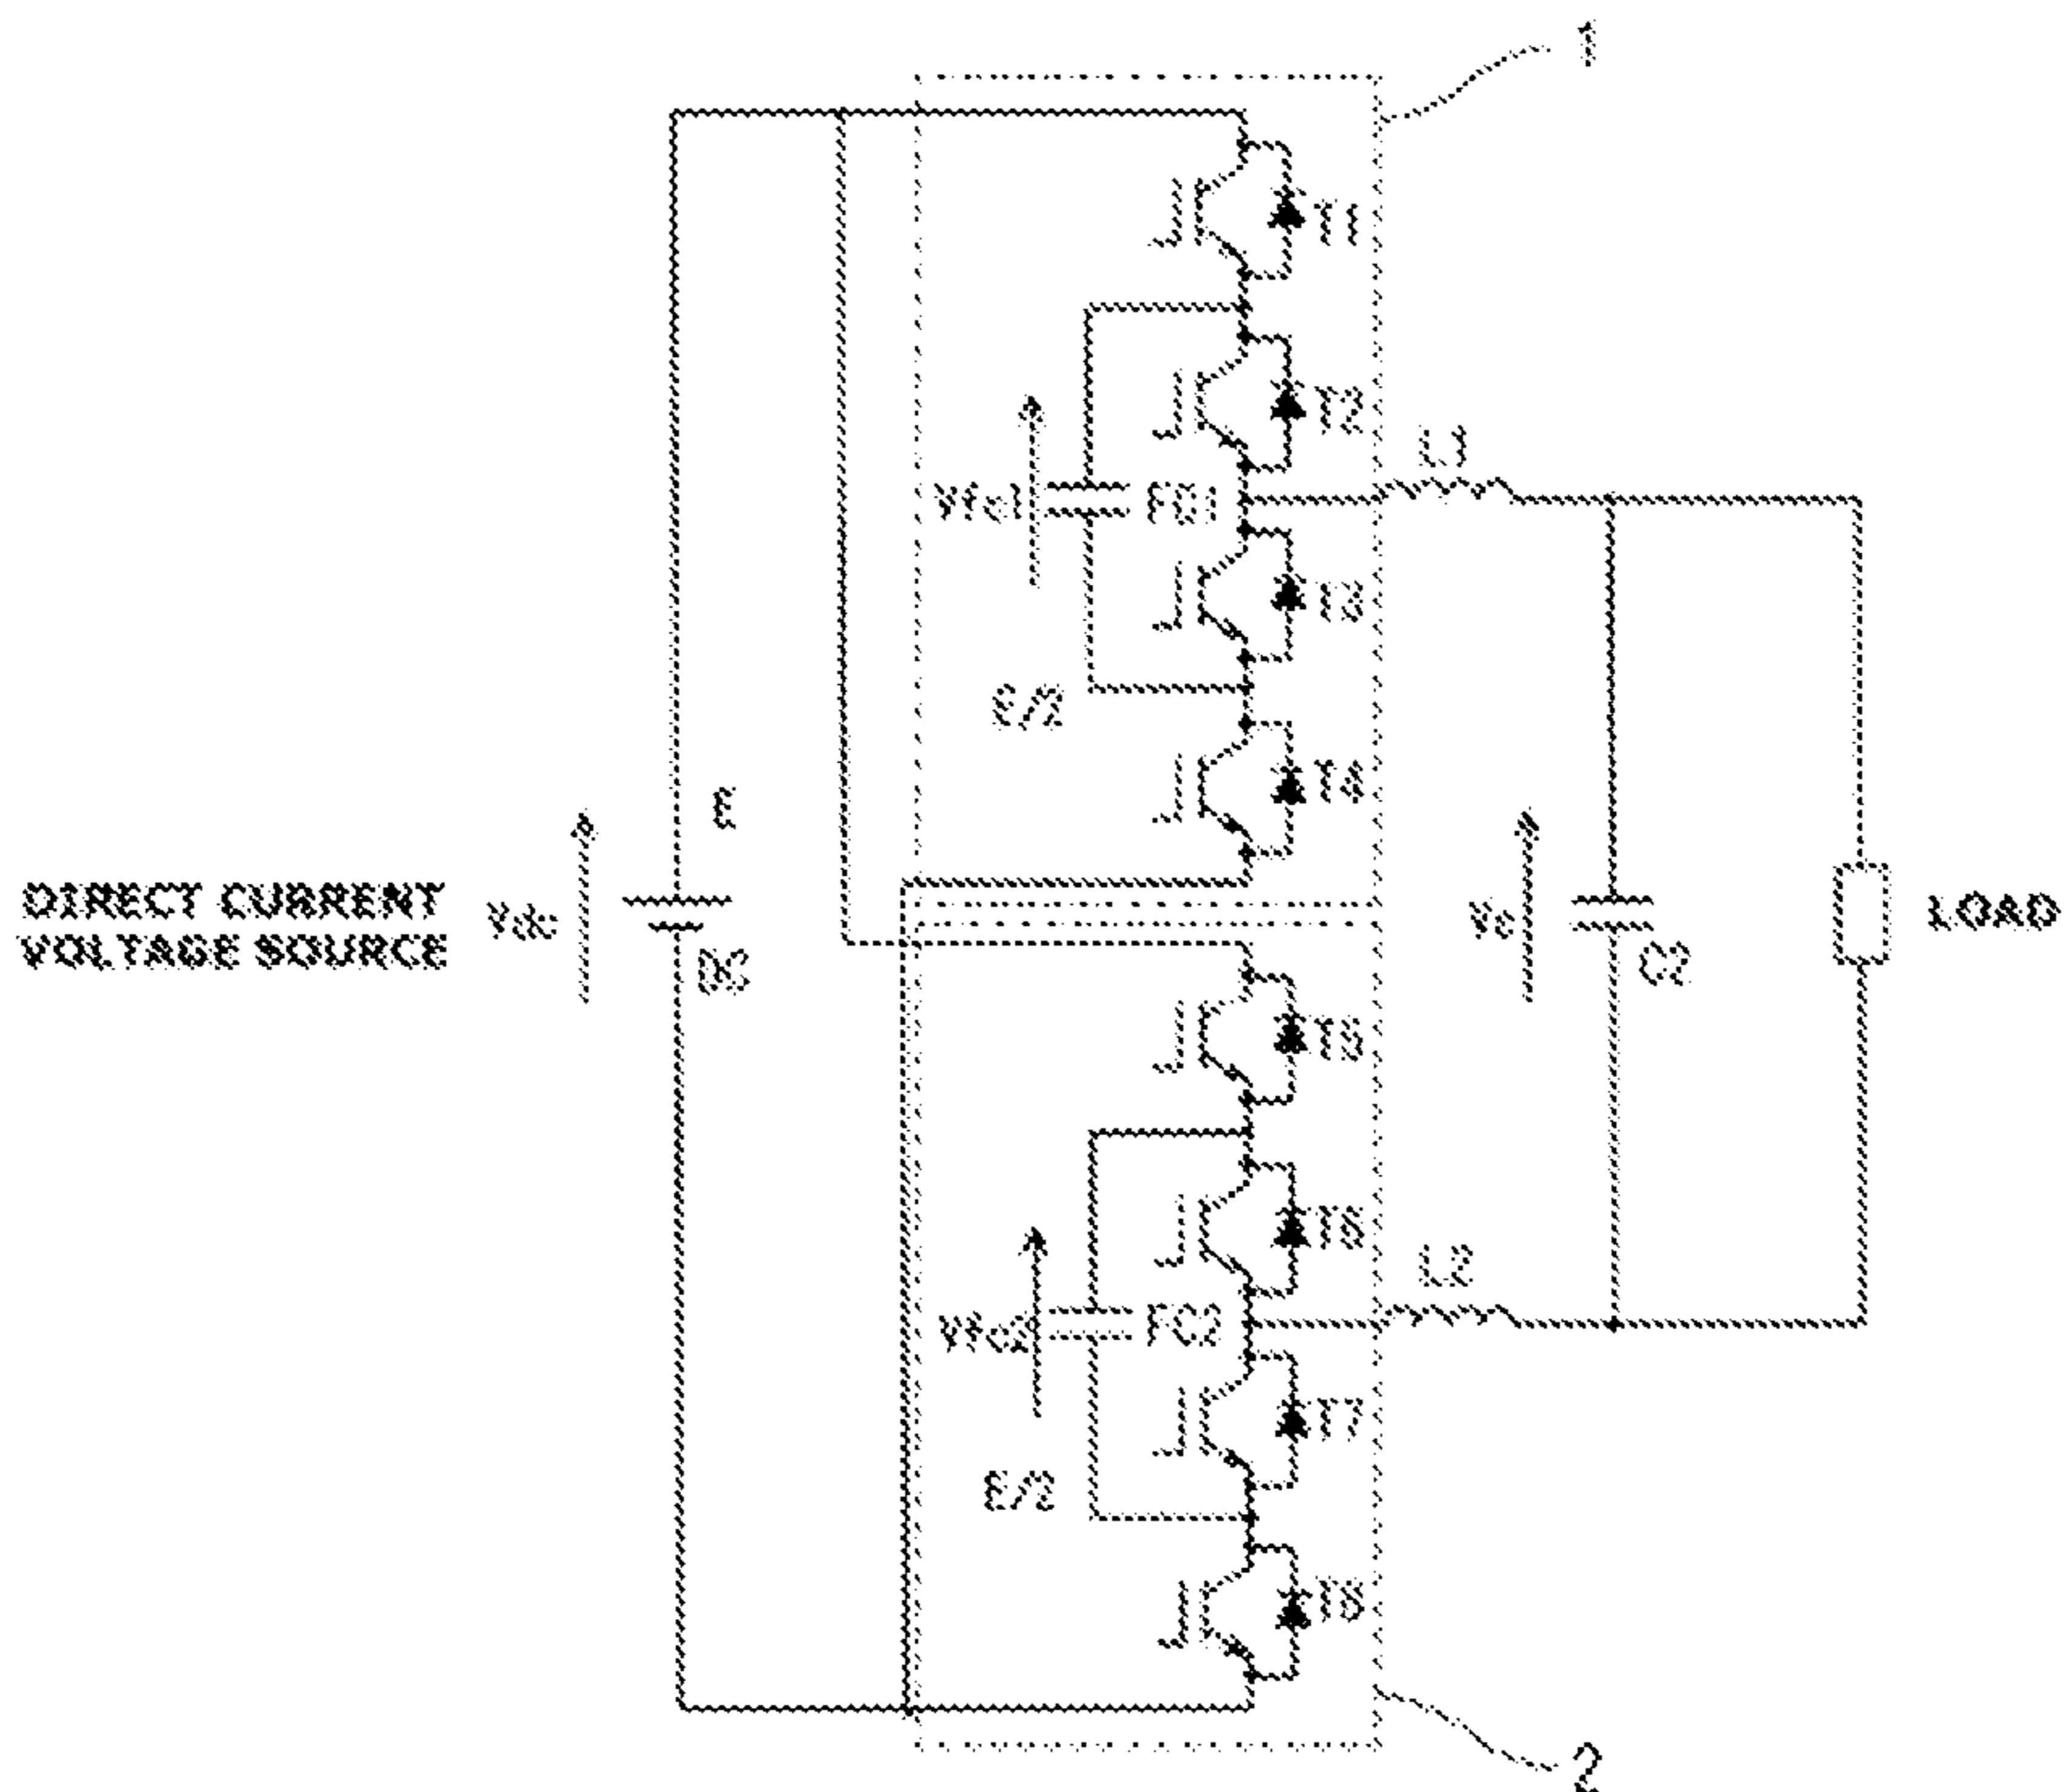 1
T1
T2
L1
Vfc1
FC1
T3
E/2
T4
E
DIRECT CURRENT
VOLTAGE SOURCE
Vdc
DC
Vc
C2
LOAD
T5
T6
L2
Vfc2
FC2
T7
E/2
T8
2